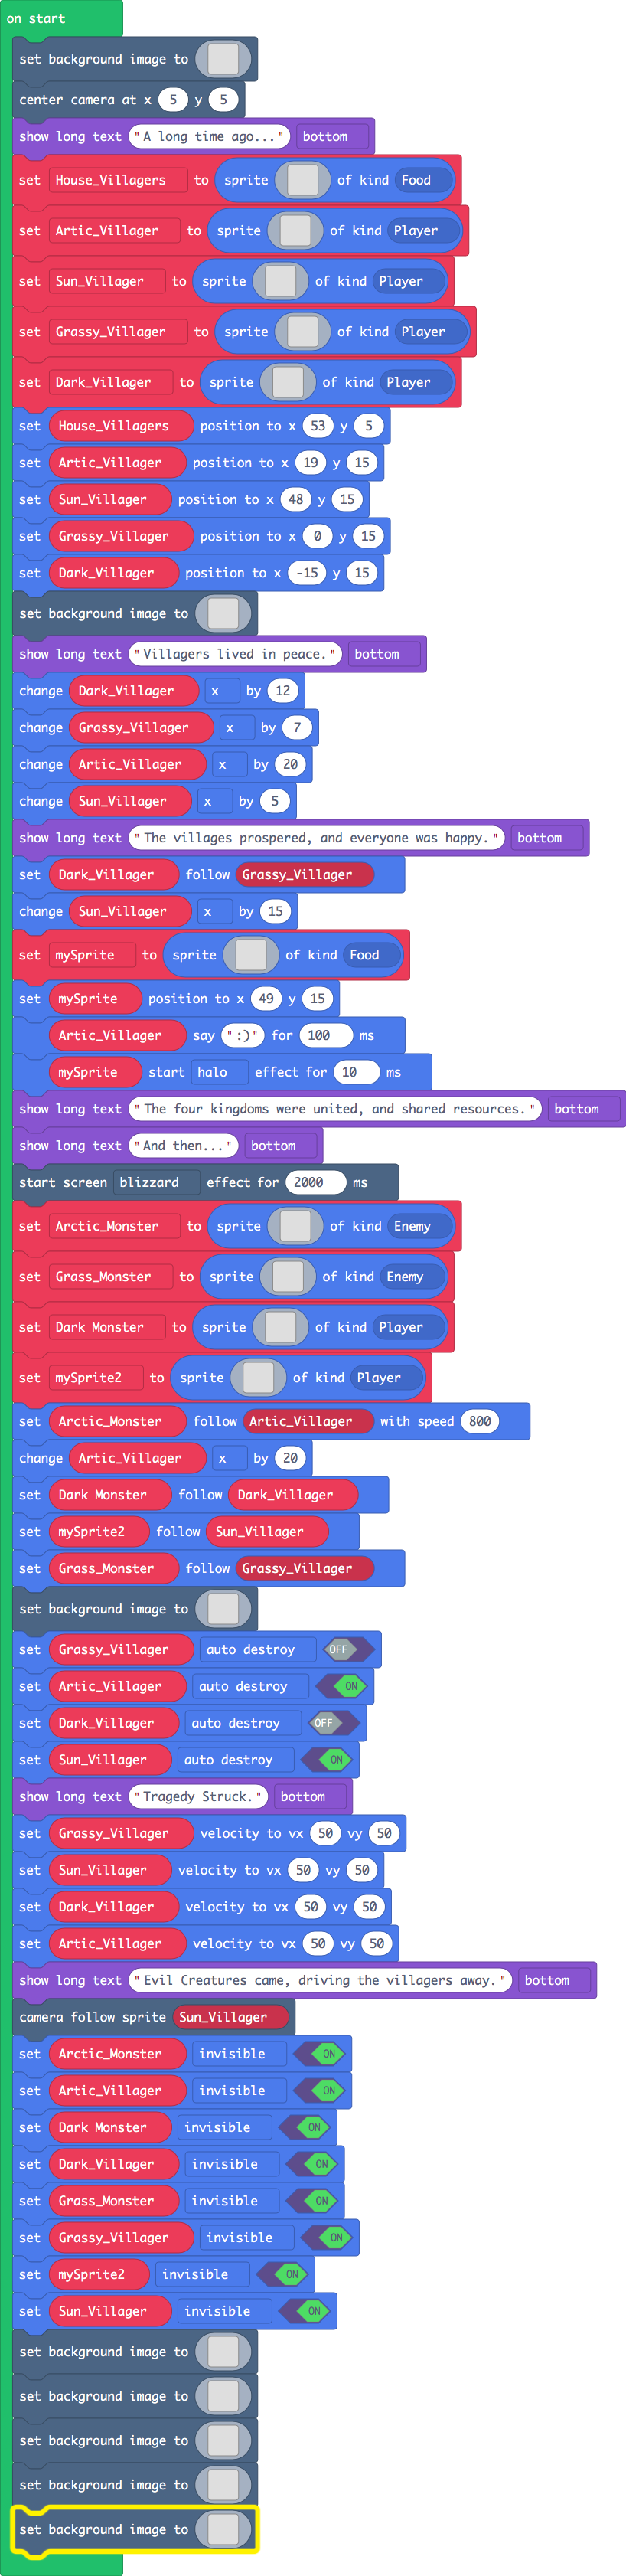 on start
set background image to
center camera at x 5 y 5
show long text "A long time ago..." bottom
set House_Villagers to sprite of kind Food
set Artic_Villager to sprite of kind Player
set Sun_Villager to sprite of kind Player
set Grassy_Villager to sprite of kind Player
set Dark_Villager to sprite of kind Player
set House_Villagers position to x 53 y 5
set Artic_Villager position to x 19 y 15
set Sun_Villager position to x 48 y 15
set Grassy_Villager position to x 0 y 15
set Dark_Villager position to x -15 y 15
set background image to
show long text "Villagers lived in peace." bottom
change Dark_Villager x by 12
change Grassy_Villager x by 7
change Artic_Villager x by 20
change Sun_Villager x by 5
show long text "The villages prospered, and everyone was happy." bottom
set Dark_Villager follow Grassy_Villager
change Sun_Villager x by 15
set mySprite to sprite of kind Food
set mySprite position to x 49 y 15
Artic_Villager say ":)" for 100 ms
mySprite start halo effect for 10 ms
show long text "The four kingdoms were united, and shared resources." bottom
show long text "And then..." bottom
start screen blizzard effect for 2000 ms
set Arctic_Monster to sprite of kind Enemy
set Grass_Monster to sprite of kind Enemy
set Dark Monster to sprite of kind Player
set mySprite2 to sprite of kind Player
set Arctic_Monster follow Artic_Villager with speed 800
change Artic_Villager x by 20
set Dark Monster follow Dark_Villager
set mySprite2 follow Sun_Villager
set Grass_Monster follow Grassy_Villager
set background image to
set Grassy_Villager auto destroy OFF
set Artic_Villager auto destroy ON
set Dark_Villager auto destroy OFF
set Sun_Villager auto destroy ON
show long text "Tragedy Struck." bottom
set Grassy_Villager velocity to vx 50 vy 50
set Sun_Villager velocity to vx 50 vy 50
set Dark_Villager velocity to vx 50 vy 50
set Artic_Villager velocity to vx 50 vy 50
show long text "Evil Creatures came, driving the villagers away." bottom
camera follow sprite Sun_Villager
set Arctic_Monster invisible ON
set Artic_Villager invisible ON
set Dark Monster invisible ON
set Dark_Villager invisible ON
set Grass_Monster invisible ON
set Grassy_Villager invisible ON
set mySprite2 invisible ON
set Sun_Villager invisible ON
set background image to
set background image to
set background image to
set background image to
set background image to